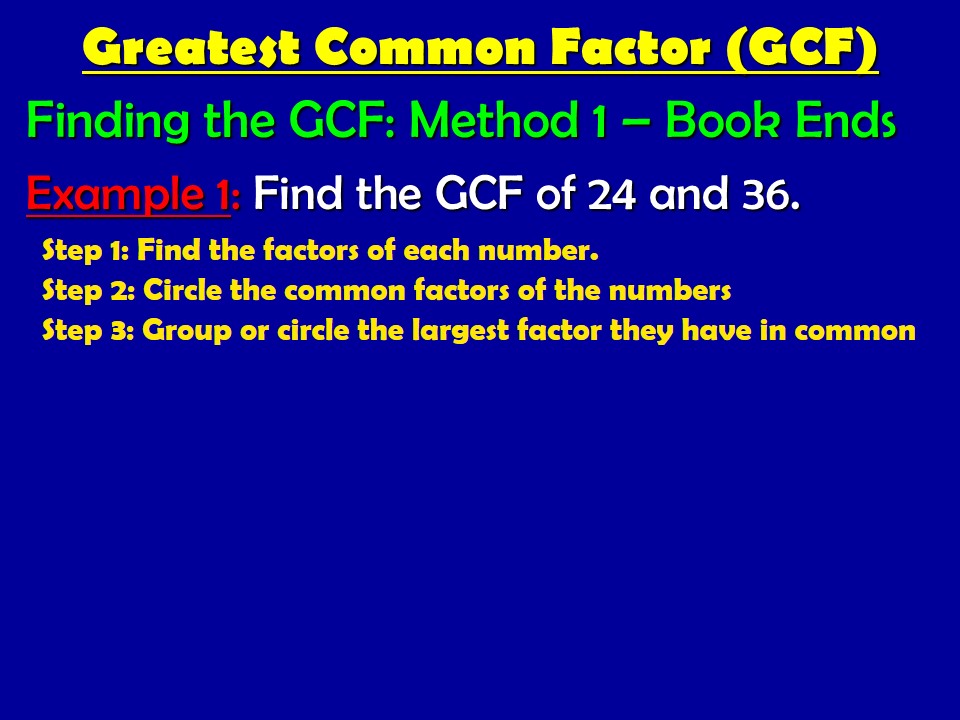 Greatest Common Factor (GCF)
Finding the GCF: Method 1 – Book Ends
Example 1: Find the GCF of 24 and 36.
Step 1: Find the factors of each number.
Step 2: Circle the common factors of the numbers
Step 3: Group or circle the largest factor they have in common